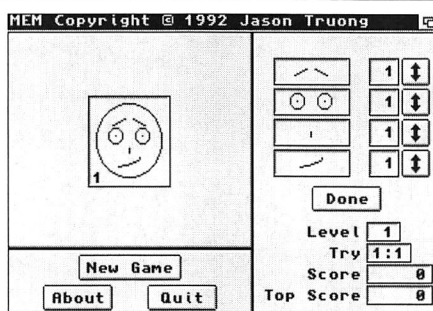 MEM Copyright © 1992 Jason Truong
1
1
1
1
1
Done
Level 1
Try 1:1
Score 0
Top Score 0
New Game
About Quit